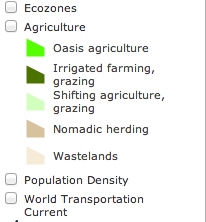 Ecozones
Agriculture
Oasis agriculture
Irrigated farming,
grazing
Shifting agriculture,
grazing
Nomadic herding
Wastelands
Population Density
World Transportation
Current